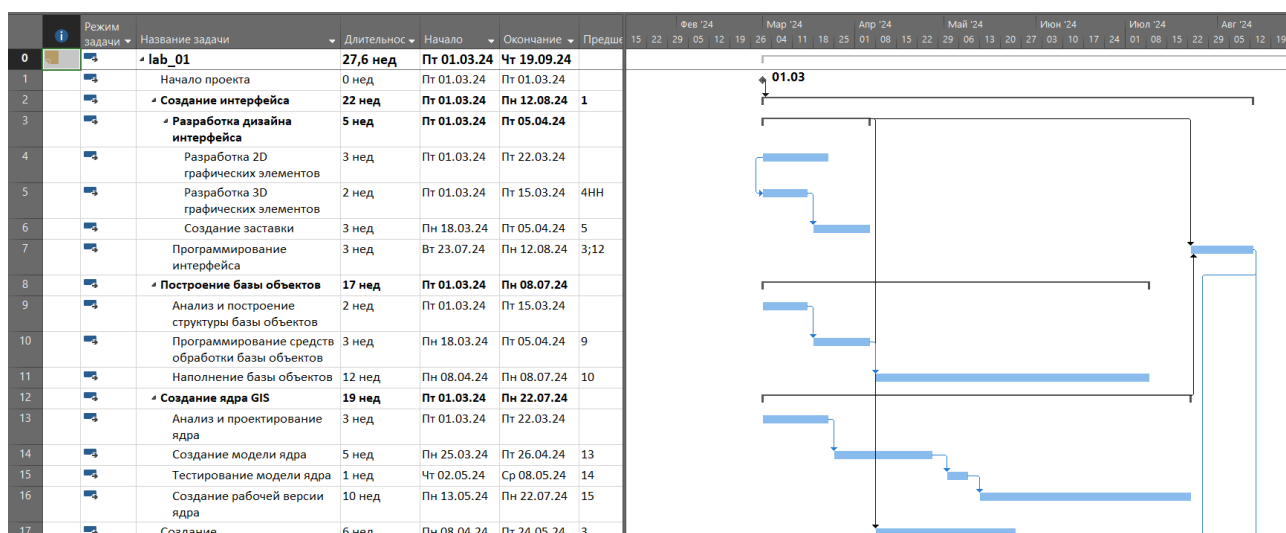 Режим задачи Название задачи Длительнос Начало Окончание Предше
Фев '24 Мар '24 Апр '24 Май '24 Июн '24 Июл '24 Авг '24
15 22 29 05 12 19 26 04 11 18 25 01 08 15 22 29 06 13 20 27 03 10 17 24 01 08 15 22 29 05 12 19
0 lab_01 27,6 нед Пт 01.03.24 Чт 19.09.24
1 Начало проекта 0 нед Пт 01.03.24 Пт 01.03.24
01.03
2 Создание интерфейса 22 нед Пт 01.03.24 Пн 12.08.24 1
3 Разработка дизайна интерфейса 5 нед Пт 01.03.24 Пт 05.04.24
4 Разработка 2D графических элементов 3 нед Пт 01.03.24 Пт 22.03.24
5 Разработка 3D графических элементов 2 нед Пт 01.03.24 Пт 15.03.24 4НН
6 Создание заставки 3 нед Пн 18.03.24 Пт 05.04.24 5
7 Программирование интерфейса 3 нед Вт 23.07.24 Пн 12.08.24 3;12
8 Построение базы объектов 17 нед Пт 01.03.24 Пн 08.07.24
9 Анализ и построение структуры базы объектов 2 нед Пт 01.03.24 Пт 15.03.24
10 Программирование средств обработки базы объектов 3 нед Пн 18.03.24 Пт 05.04.24 9
11 Наполнение базы объектов 12 нед Пн 08.04.24 Пн 08.07.24 10
12 Создание ядра GIS 19 нед Пт 01.03.24 Пн 22.07.24
13 Анализ и проектирование ядра 3 нед Пт 01.03.24 Пт 22.03.24
14 Создание модели ядра 5 нед Пн 25.03.24 Пт 26.04.24 13
15 Тестирование модели ядра 1 нед Чт 02.05.24 Ср 08.05.24 14
16 Создание рабочей версии ядра 10 нед Пн 13.05.24 Пн 22.07.24 15
17 Создание 6 нед Пн 08.04.24 Пт 24.05.24 3